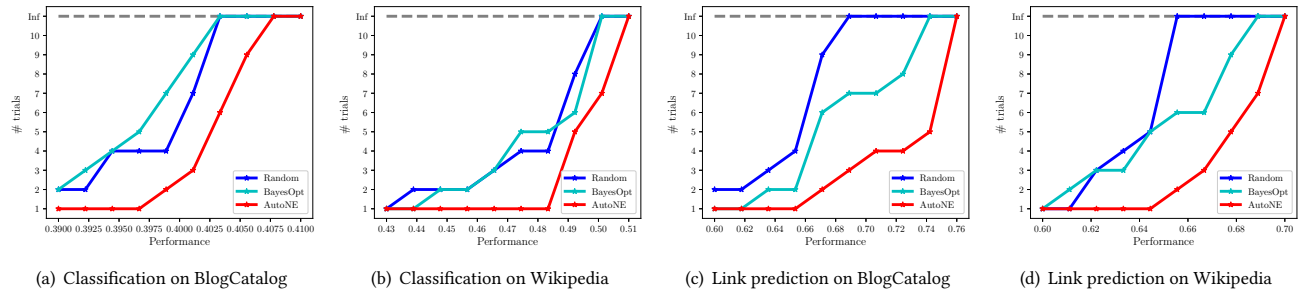 Inf
10
9
8
7
6
5
4
3
2
1
# trials
0.3900 0.3925 0.3950 0.3975 0.4000 0.4025 0.4050 0.4075 0.4100
Performance
Random
BayesOpt
AutoNE
(a) Classification on BlogCatalog
Inf
10
9
8
7
6
5
4
3
2
1
# trials
0.43 0.44 0.45 0.46 0.47 0.48 0.49 0.50 0.51
Performance
Random
BayesOpt
AutoNE
(b) Classification on Wikipedia
Inf
10
9
8
7
6
5
4
3
2
1
# trials
0.60 0.62 0.64 0.66 0.68 0.70 0.72 0.74 0.76
Performance
Random
BayesOpt
AutoNE
(c) Link prediction on BlogCatalog
Inf
10
9
8
7
6
5
4
3
2
1
# trials
0.60 0.62 0.64 0.66 0.68 0.70
Performance
Random
BayesOpt
AutoNE
(d) Link prediction on Wikipedia